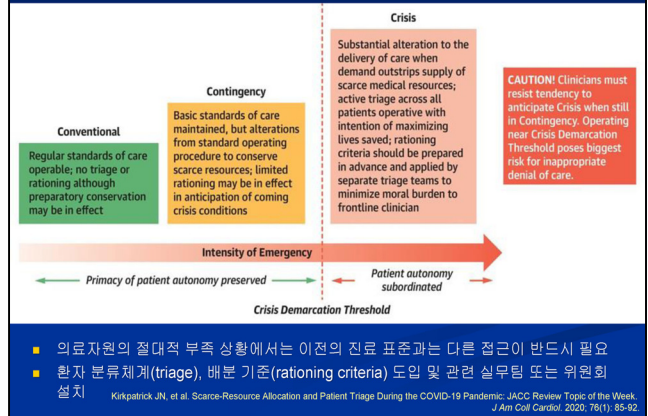 Crisis
Substantial alteration to the
delivery of care when
demand outstrips supply of
scarce medical resources;
active triage across all
patients operative with
intention of maximizing
lives saved; rationing
criteria should be prepared
in advance and applied by
separate triage teams to
minimize moral burden to
frontline clinician
Contingency
Basic standards of care
maintained, but alterations
from standard operating
procedure to conserve
scarce resources; limited
rationing may be in effect
in anticipation of coming
crisis conditions
Conventional
Regular standards of care
operable; no triage or
rationing although
preparatory conservation
may be in effect
CAUTION! Clinicians must
resist tendency to
anticipate Crisis when still
in Contingency. Operating
near Crisis Demarcation
Threshold poses biggest
risk for inappropriate
denial of care.
Intensity of Emergency
Primacy of patient autonomy preserved
Patient autonomy
subordinated
Crisis Demarcation Threshold
의료자원의 절대적 부족 상황에서는 이전의 진료 표준과는 다른 접근이 반드시 필요
환자 분류체계(triage), 배분 기준(rationing criteria) 도입 및 관련 실무팀 또는 위원회
설치
Kirkpatrick JN, et al. Scarce-Resource Allocation and Patient Triage During the COVID-19 Pandemic: JACC Review Topic of the Week.
J Am Coll Cardiol. 2020; 76(1): 85-92.